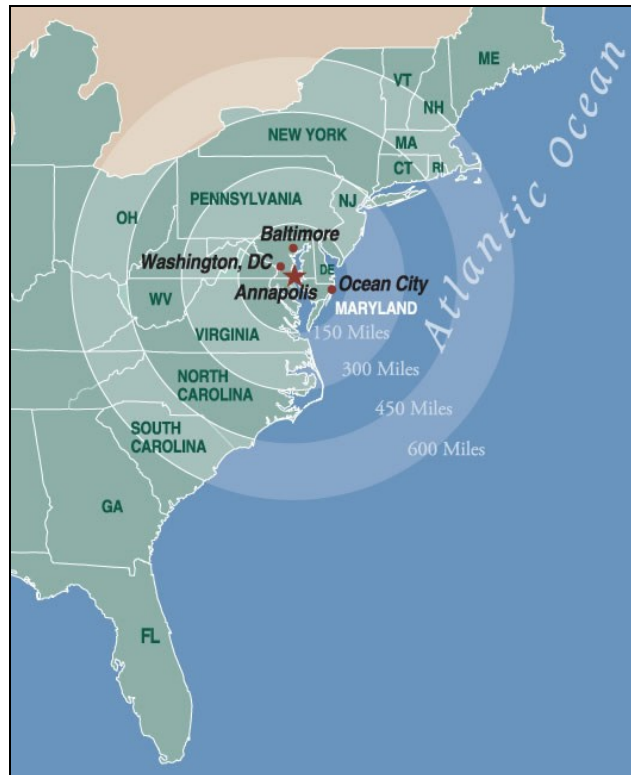 ME
VT
NH
NEW YORK
MA
CT
RI
PENNSYLVANIA
NJ
OH
Baltimore
Washington, DC
DE
Annapolis
Ocean City
MARYLAND
WV
VIRGINIA
150 Miles
300 Miles
NORTH
CAROLINA
450 Miles
SOUTH
CAROLINA
600 Miles
GA
FL
Atlantic Ocean